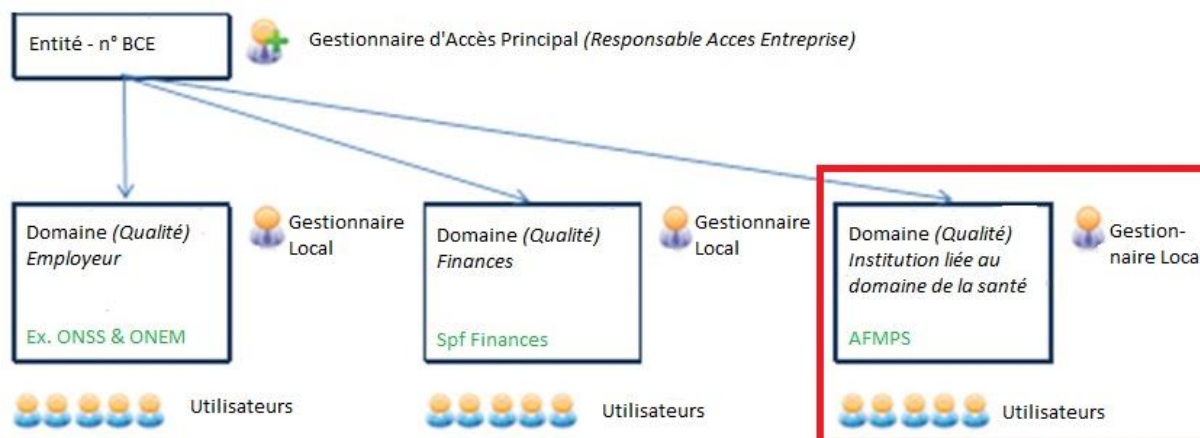 Entité - n° BCE
Gestionnaire d'Accès Principal (Responsable Acces Entreprise)
Domaine (Qualité)
Employeur
Ex. ONSS & ONEM
Gestionnaire
Local
Utilisateurs
Domaine (Qualité)
Finances
Spf Finances
Gestionnaire
Local
Utilisateurs
Domaine (Qualité)
Institution liée au
domaine de la santé
AFMPS
Gestion-
naire Local
Utilisateurs